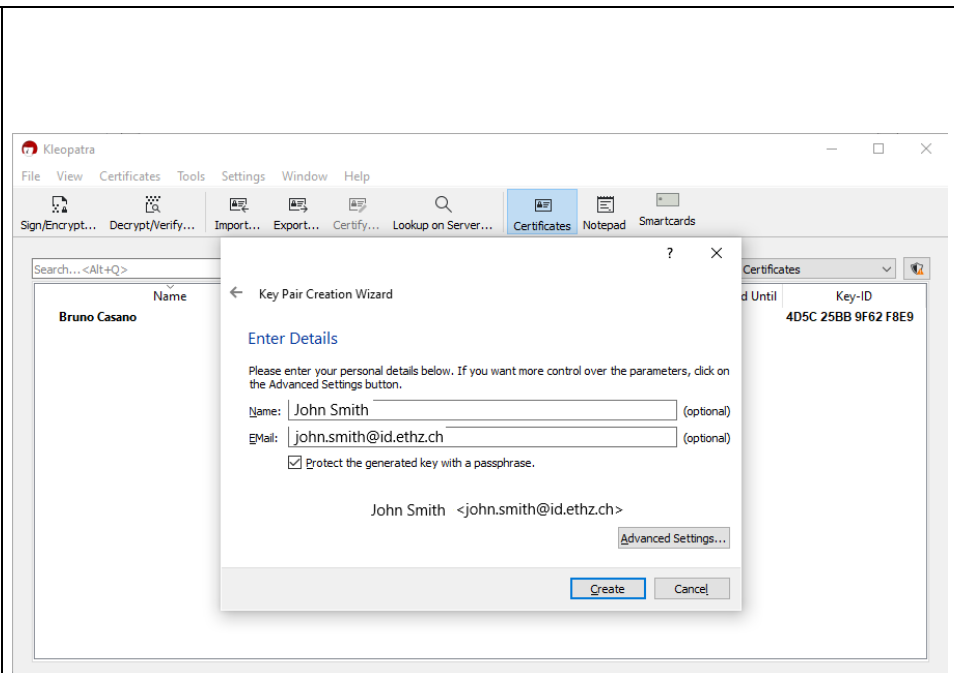 Kleopatra
File View Certificates Tools Settings Window Help
Sign/Encrypt... Decrypt/Verify... Import... Export... Certify... Lookup on Server... Certificates Notepad Smartcards
Search...<Alt+Q>
Certificates
Name
d Until
Key-ID
Bruno Casano
4D5C 25BB 9F62 F8E9
?
Key Pair Creation Wizard
Enter Details
Please enter your personal details below. If you want more control over the parameters, click on
the Advanced Settings button.
Name: John Smith (optional)
EMail: john.smith@id.ethz.ch (optional)
Protect the generated key with a passphrase.
John Smith <john.smith@id.ethz.ch>
Advanced Settings...
Create Cancel